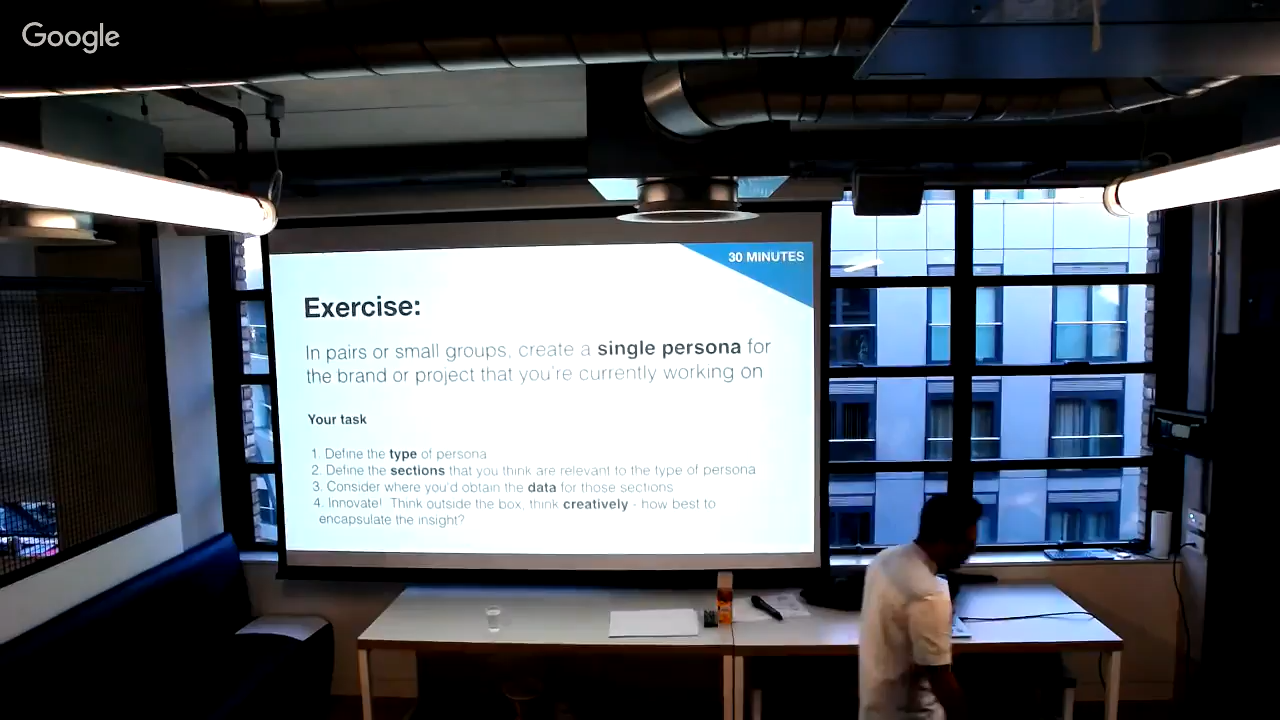 Google
30 MINUTES
Exercise:
In pairs or small groups, create a single persona for
the brand or project that you're currently working on
Your task
1. Define the type of persona
2. Define the sections that you think are relevant to the type of persona
3. Consider where you'd obtain the data for those sections
4. Innovate! Think outside the box, think creatively - how best to
encapsulate the insight?